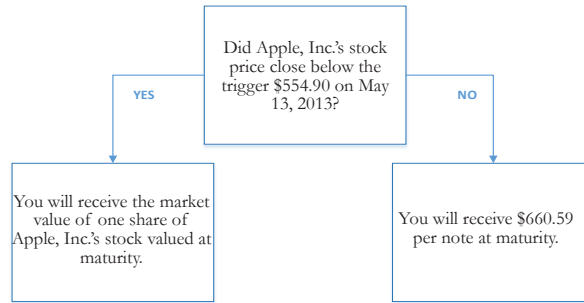 Did Apple, Inc.'s stock
price close below the
trigger $554.90 on May
13, 2013?
YES
NO
You will receive the market
value of one share of
Apple, Inc.'s stock valued at
maturity.
You will receive $660.59
per note at maturity.